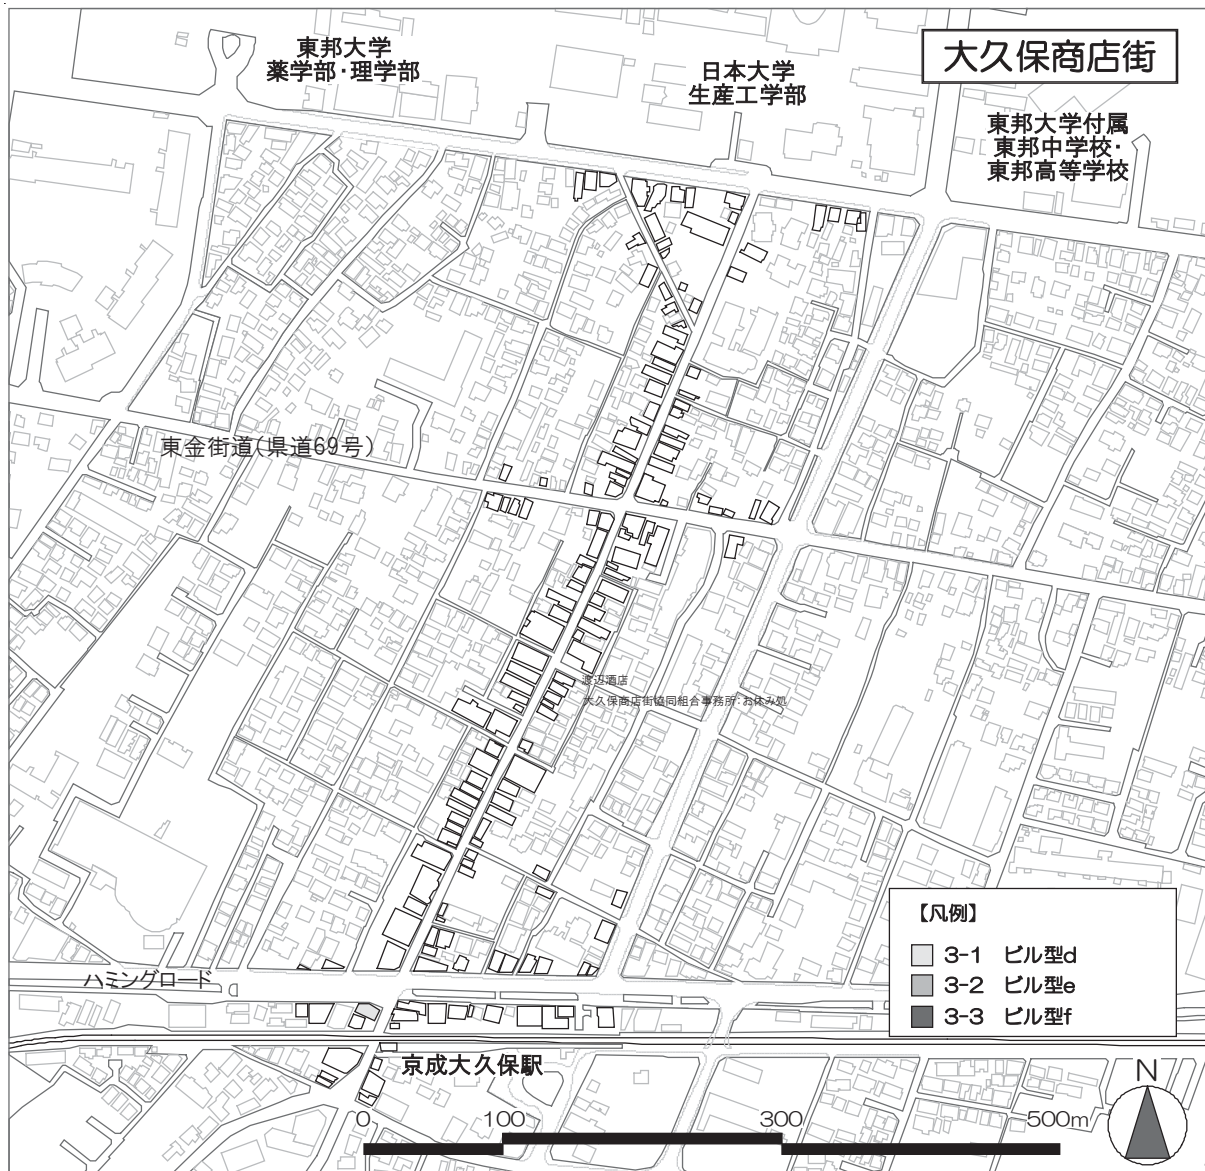 大久保商店街
東邦大学
薬学部・理学部
日本大学
生産工学部
東邦大学付属
東邦中学校・
東邦高等学校
東金街道(県道69号)
渡辺酒店
大久保商店街協同組合事務所：お休み処
ハミングロード
京成大久保駅
【凡例】
3-1 ビル型d
3-2 ビル型e
3-3 ビル型f
N
0 100 300 500m